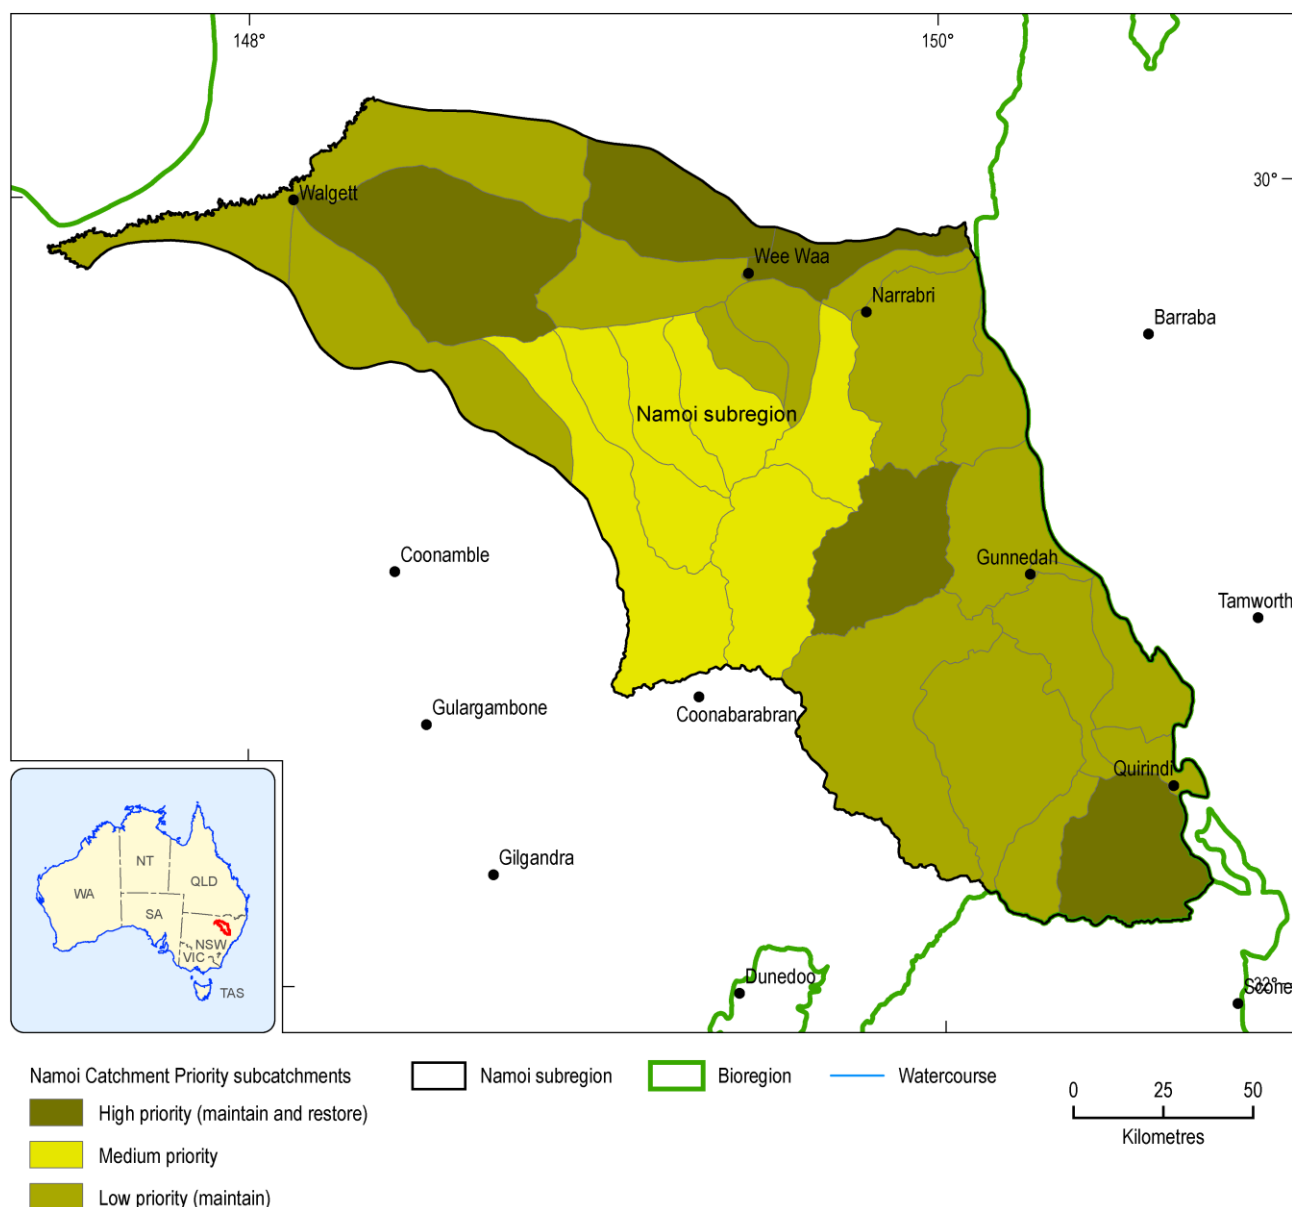 148°
150°
30°
Walgett
Wee Waa
Narrabri
Barraba
Namoi subregion
Coonamble
Gunnedah
Tamworth
Gulargambone
Coonabarabran
Quirindi
Gilgandra
Dunedoo
32°
Scone
WA
NT
QLD
SA
NSW
VIC
TAS
Namoi Catchment Priority subcatchments
High priority (maintain and restore)
Medium priority
Low priority (maintain)
Namoi subregion
Bioregion
Watercourse
0 25 50
Kilometres